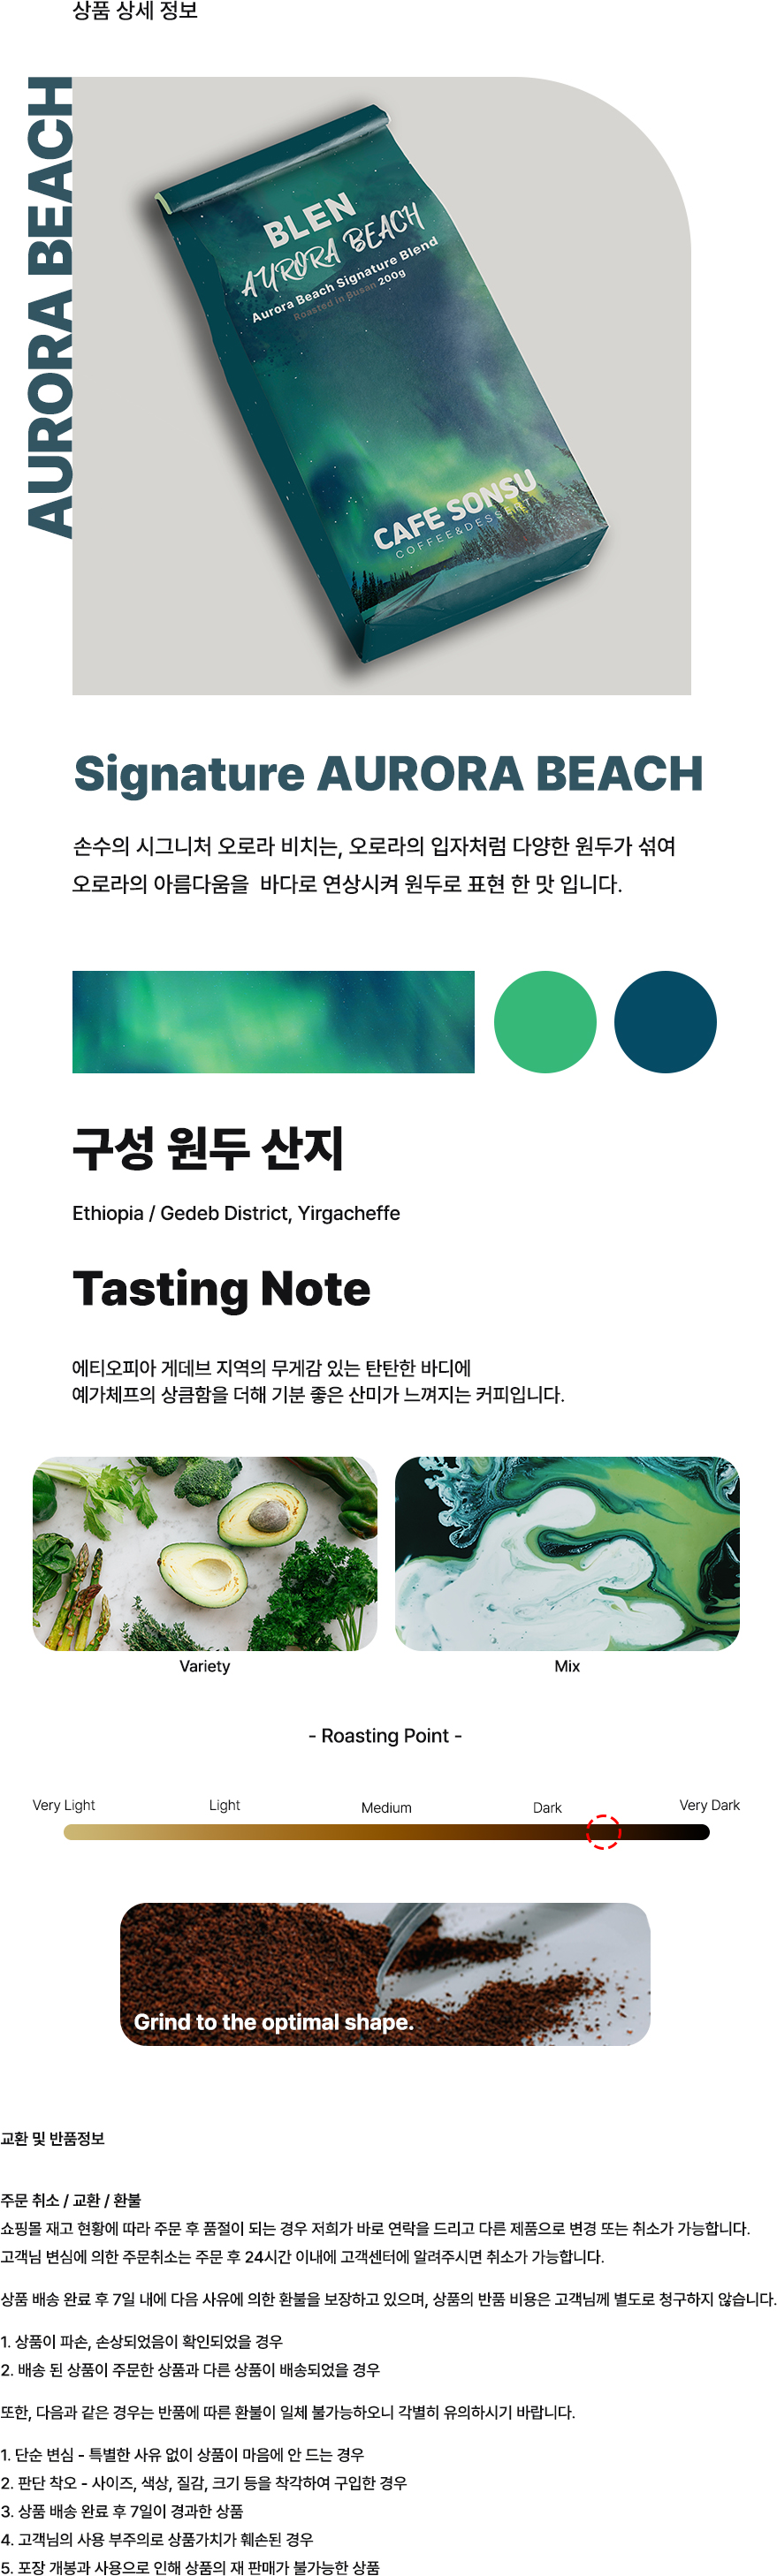 상품 상세 정보
AURORA BEACH
BLEN
AURORA BEACH
Aurora Beach Signature Blend
Roasted in Busan 200g
CAFE SONSU
COFFEE&DESSERT
Signature AURORA BEACH
손수의 시그니처 오로라 비치는, 오로라의 입자처럼 다양한 원두가 섞여
오로라의 아름다움을 바다로 연상시켜 원두로 표현 한 맛 입니다.
구성 원두 산지
Ethiopia / Gedeb District, Yirgacheffe
Tasting Note
에티오피아 게데브 지역의 무게감 있는 탄탄한 바디에
예가체프의 상큼함을 더해 기분 좋은 산미가 느껴지는 커피입니다.
Variety
Mix
- Roasting Point -
Very Light
Light
Medium
Dark
Very Dark
Grind to the optimal shape.
교환 및 반품정보
주문 취소 / 교환 / 환불
쇼핑몰 재고 현황에 따라 주문 후 품절이 되는 경우 저희가 바로 연락을 드리고 다른 제품으로 변경 또는 취소가 가능합니다.
고객님 변심에 의한 주문취소는 주문 후 24시간 이내에 고객센터에 알려주시면 취소가 가능합니다.
상품 배송 완료 후 7일 내에 다음 사유에 의한 환불을 보장하고 있으며, 상품의 반품 비용은 고객님께 별도로 청구하지 않습니다.
1. 상품이 파손, 손상되었음이 확인되었을 경우
2. 배송 된 상품이 주문한 상품과 다른 상품이 배송되었을 경우
또한, 다음과 같은 경우는 반품에 따른 환불이 일체 불가능하오니 각별히 유의하시기 바랍니다.
1. 단순 변심 - 특별한 사유 없이 상품이 마음에 안 드는 경우
2. 판단 착오 - 사이즈, 색상, 질감, 크기 등을 착각하여 구입한 경우
3. 상품 배송 완료 후 7일이 경과한 상품
4. 고객님의 사용 부주의로 상품가치가 훼손된 경우
5. 포장 개봉과 사용으로 인해 상품의 재 판매가 불가능한 상품